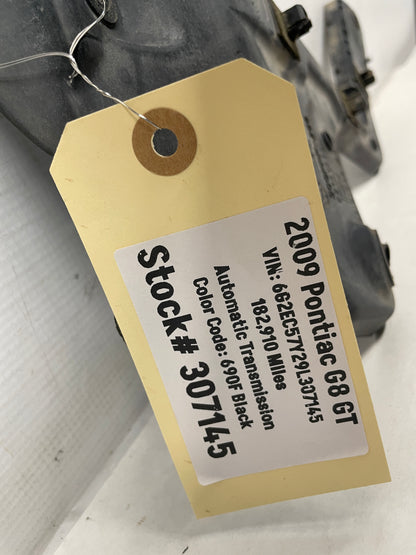 2009 Pontiac G8 GT
VIN: 6G2EC57Y29L307145
182,910 Miles
Automatic Transmission
Color Code: 690F Black
Stock# 307145